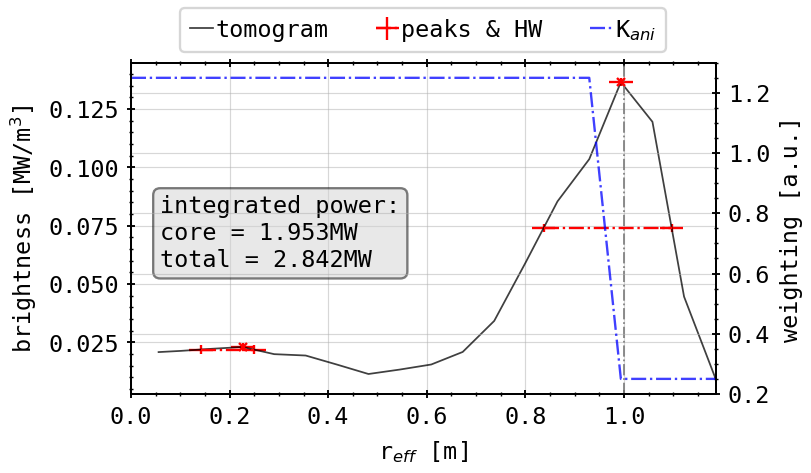 tomogram peaks & HW K_ani
brightness [MW/m³]
0.125
0.100
0.075
0.050
0.025
integrated power:
core = 1.953MW
total = 2.842MW
1.2
1.0
0.8
0.6
0.4
0.2
weighting [a.u.]
0.0 0.2 0.4 0.6 0.8 1.0
r_eff [m]